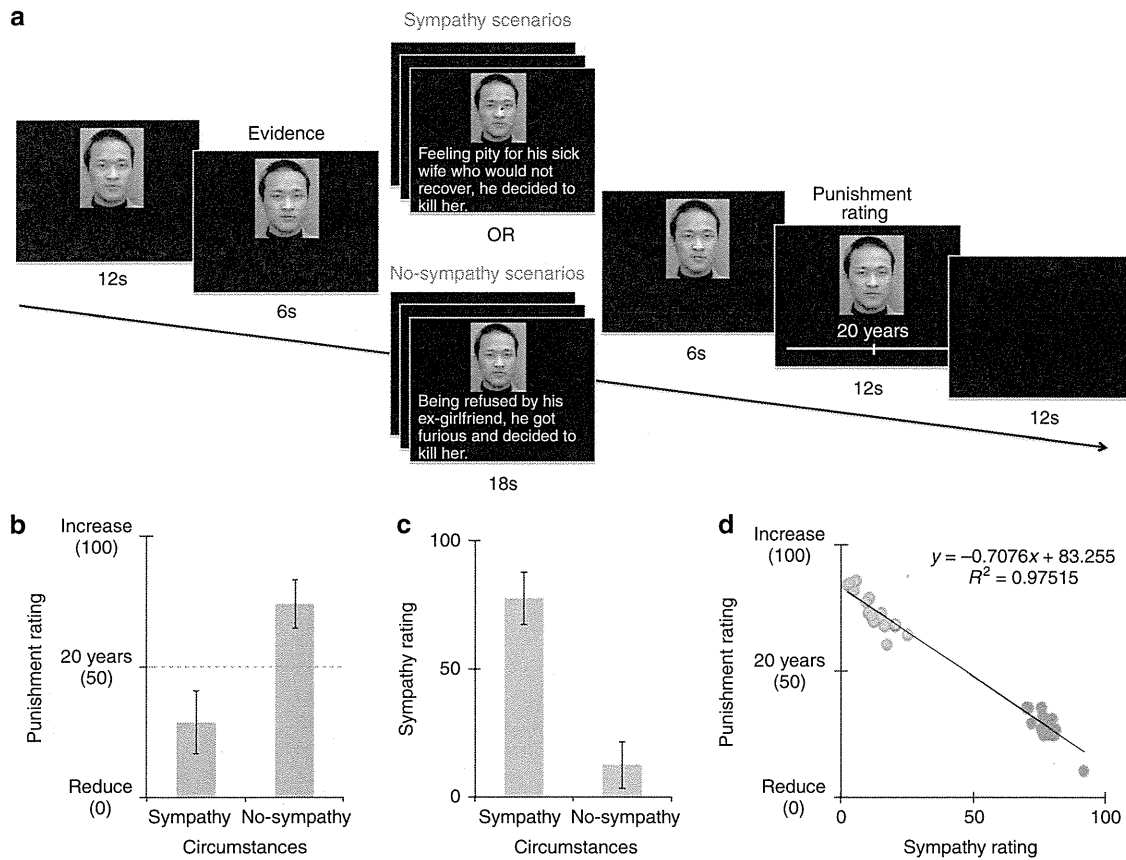 a
Sympathy scenarios
Feeling pity for his sick
wife who would not
recover, he decided to
kill her.
Evidence
12s
6s
OR
No-sympathy scenarios
Being refused by his
ex-girlfriend, he got
furious and decided to
kill her.
18s
6s
Punishment
rating
20 years
12s
12s
b
Increase
(100)
20 years
(50)
Reduce
(0)
Punishment rating
Sympathy No-sympathy
Circumstances
c
100
50
0
Sympathy rating
Sympathy No-sympathy
Circumstances
d
Increase
(100)
20 years
(50)
Reduce
(0)
Punishment rating
y = –0.7076x + 83.255
R² = 0.97515
0 50 100
Sympathy rating